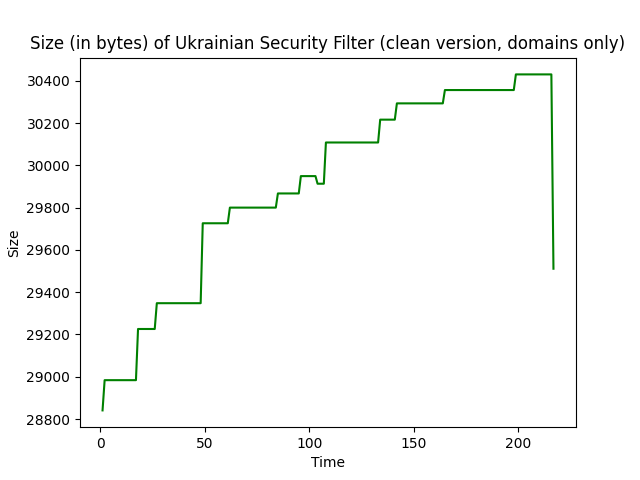 Size (in bytes) of Ukrainian Security Filter (clean version, domains only)
30400
30200
30000
29800
29600
29400
29200
29000
28800
Size
0 50 100 150 200
Time